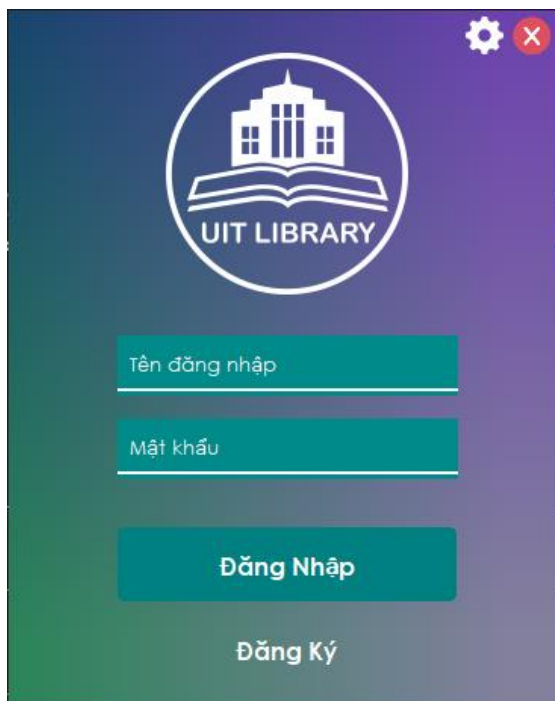 UIT LIBRARY
Tên đăng nhập
Mật khẩu
Đăng Nhập
Đăng Ký